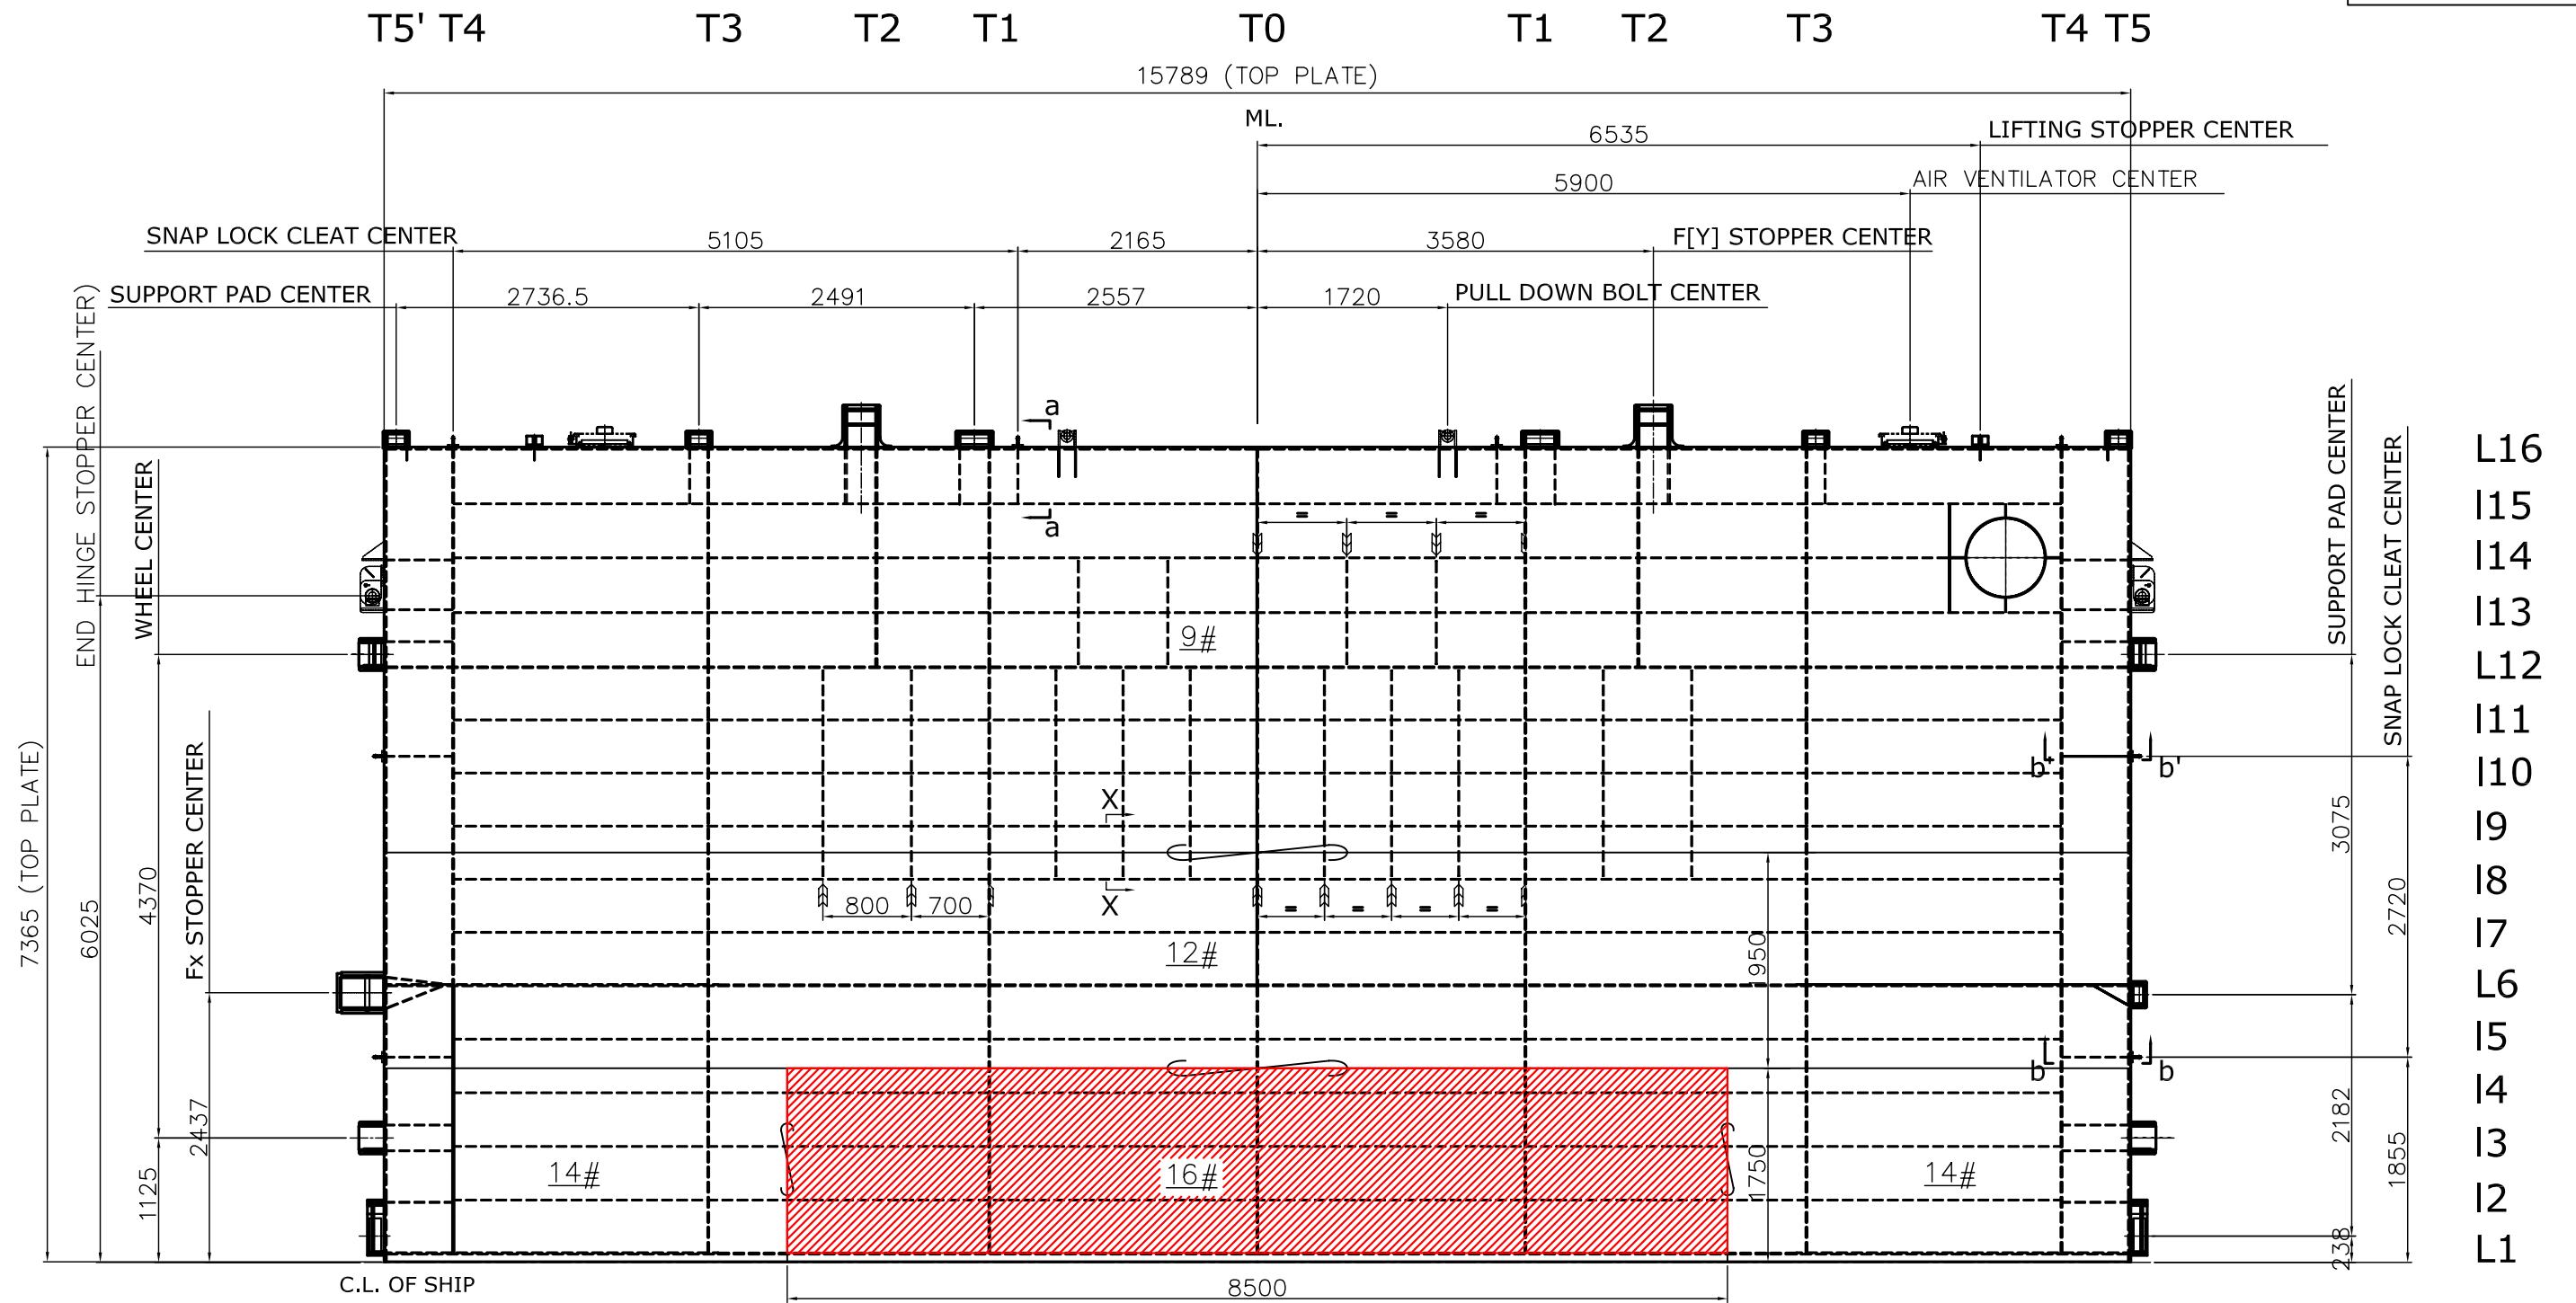 T5' T4 T3 T2 T1 T0 T1 T2 T3 T4 T5
15789 (TOP PLATE)
ML.
6535
LIFTING STOPPER CENTER
5900
AIR VENTILATOR CENTER
SNAP LOCK CLEAT CENTER
5105
2165
3580
F[Y] STOPPER CENTER
SUPPORT PAD CENTER
2736.5
2491
2557
1720
PULL DOWN BOLT CENTER
7365 (TOP PLATE)
END HINGE STOPPER CENTER)
6025
WHEEL CENTER
4370
1125
Fx STOPPER CENTER
2437
a
a
=
=
=
9#
X
X
800
700
=
=
=
=
12#
1950
1750
14#
16#
14#
b'
b'
b
b
SUPPORT PAD CENTER
3075
2182
238
SNAP LOCK CLEAT CENTER
2720
1855
L16
l15
l14
l13
L12
l11
l10
l9
l8
l7
L6
l5
l4
l3
l2
L1
C.L. OF SHIP
8500